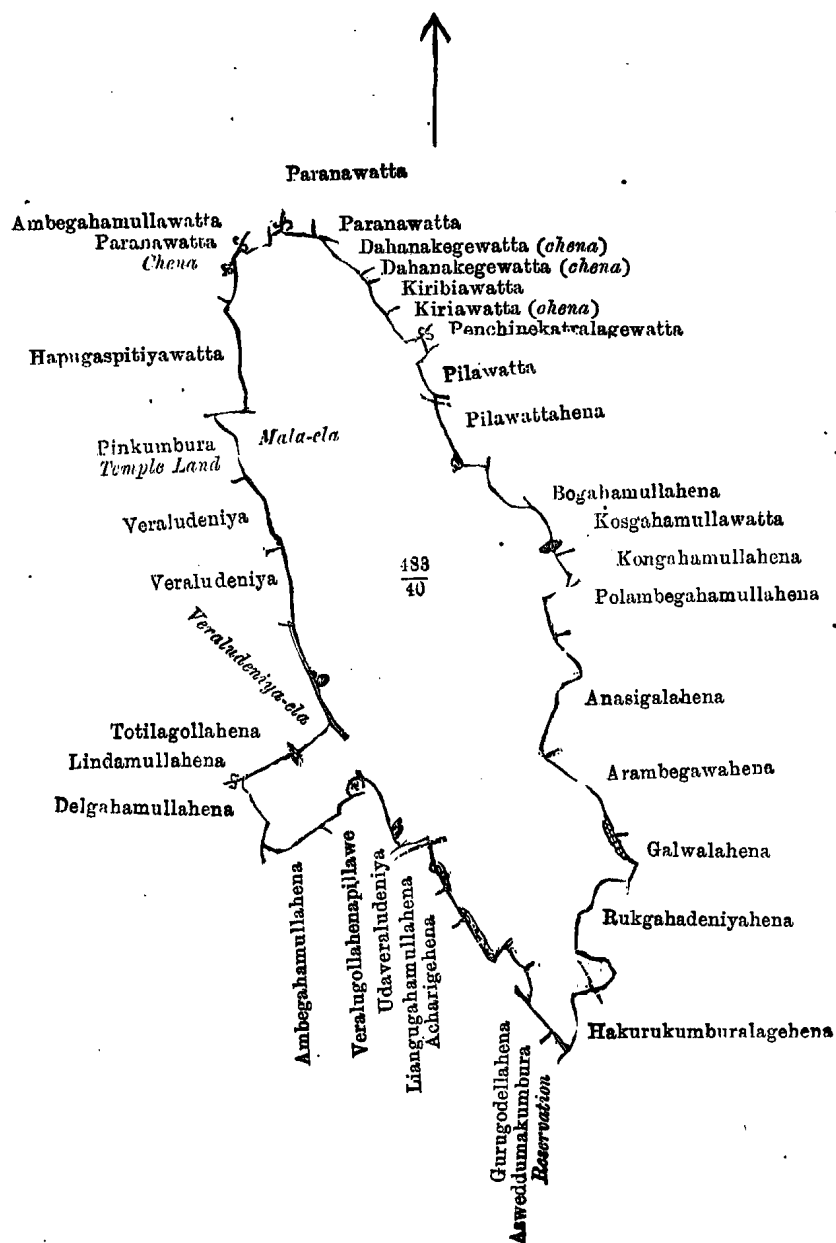 Paranawatta
Ambegahamullawatta
Paranawatta
Chena
Paranawatta
Dahanakegewatta (chena)
Dahanakegewatta (chena)
Kiribiawatta
Kiriawatta (chena)
Penchinekatralagewatta
Hapugaspitiyawatta
Pilawatta
Pilawattahena
Mala-ela
Pinkumbura
Temple Land
Bogahamullahena
Kosgahamullawatta
Veraludeniya
Kongahamullahena
Veraludeniya
483
40
Polambegahamullahena
Veraludeniya-ela
Anasigalahena
Totilagollahena
Lindamullahena
Arambegawahena
Delgahamullahena
Galwalahena
Rukgahadeniyahena
Ambegahamullahena
Veralugollahenapillawe
Udaveraludeniya
Liangugahamullahena
Acharigehena
Hakurukumburalagehena
Gurugodellahena
Asweddumakumbura
Reservation